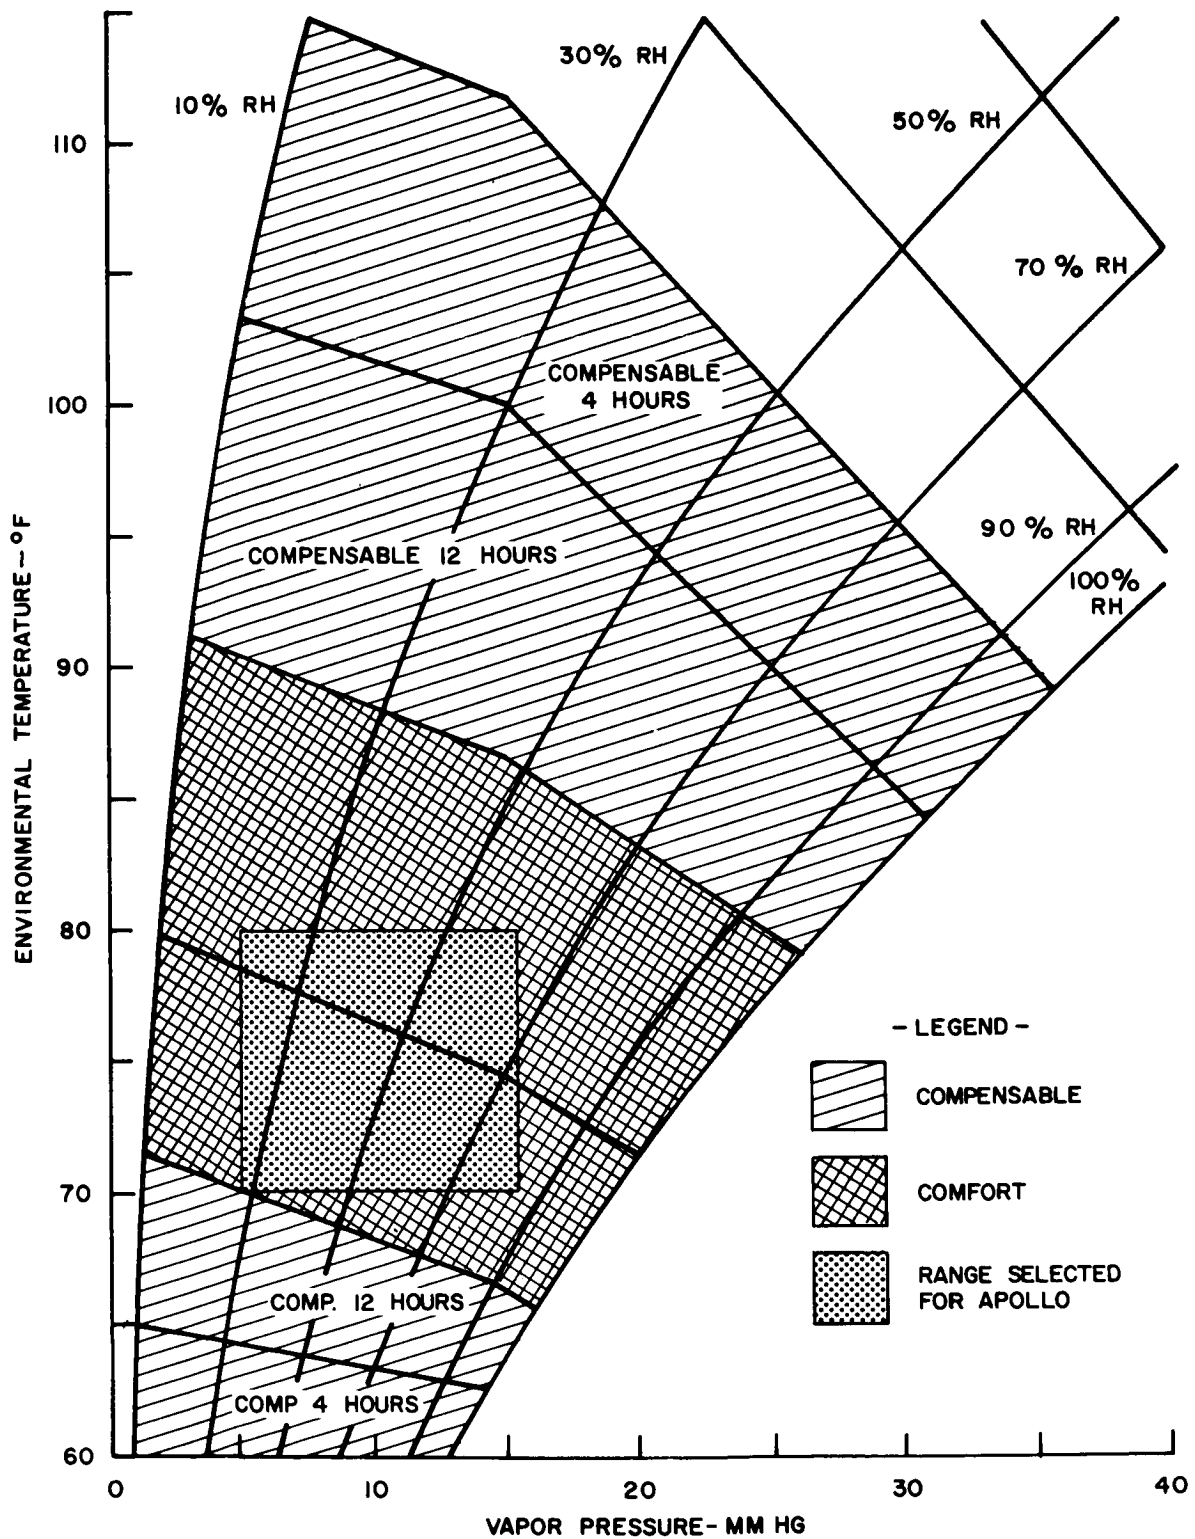 10% RH
30% RH
50% RH
110
70% RH
COMPENSABLE
4 HOURS
100
90% RH
COMPENSABLE 12 HOURS
100%
RH
90
ENVIRONMENTAL TEMPERATURE~°F
80
- LEGEND -
COMPENSABLE
70
COMFORT
RANGE SELECTED
FOR APOLLO
COMP. 12 HOURS
COMP 4 HOURS
60
0
10
20
30
40
VAPOR PRESSURE- MM HG